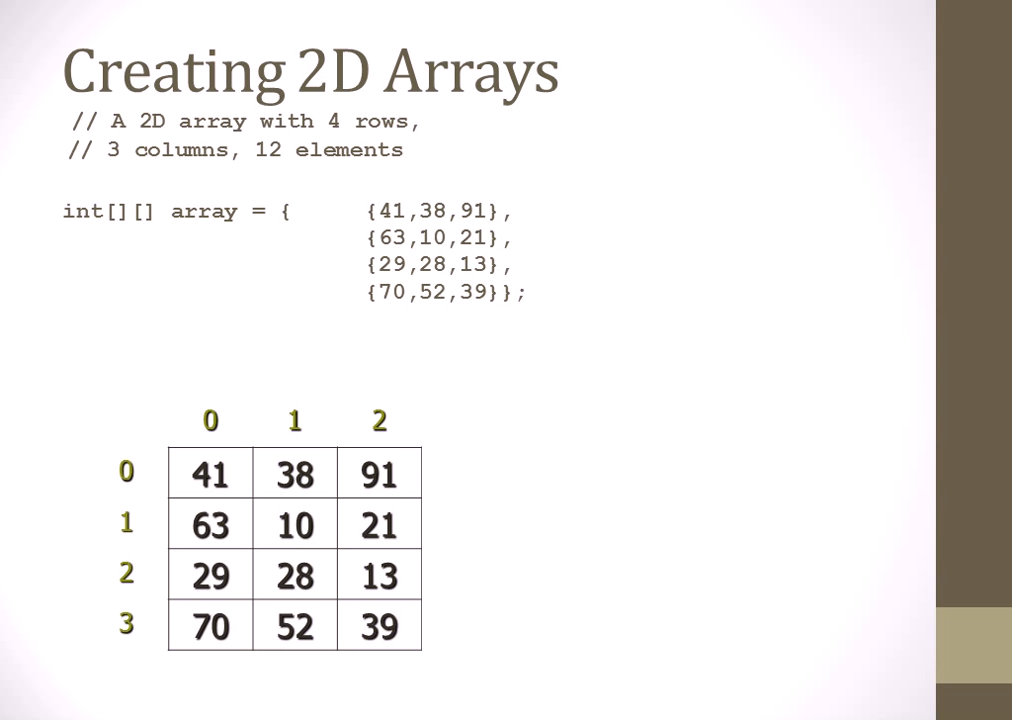 Creating 2D Arrays
// A 2D array with 4 rows,
// 3 columns, 12 elements
int[][] array = { {41,38,91},
{63,10,21},
{29,28,13},
{70,52,39}};
0 1 2
0 41 38 91
1 63 10 21
2 29 28 13
3 70 52 39